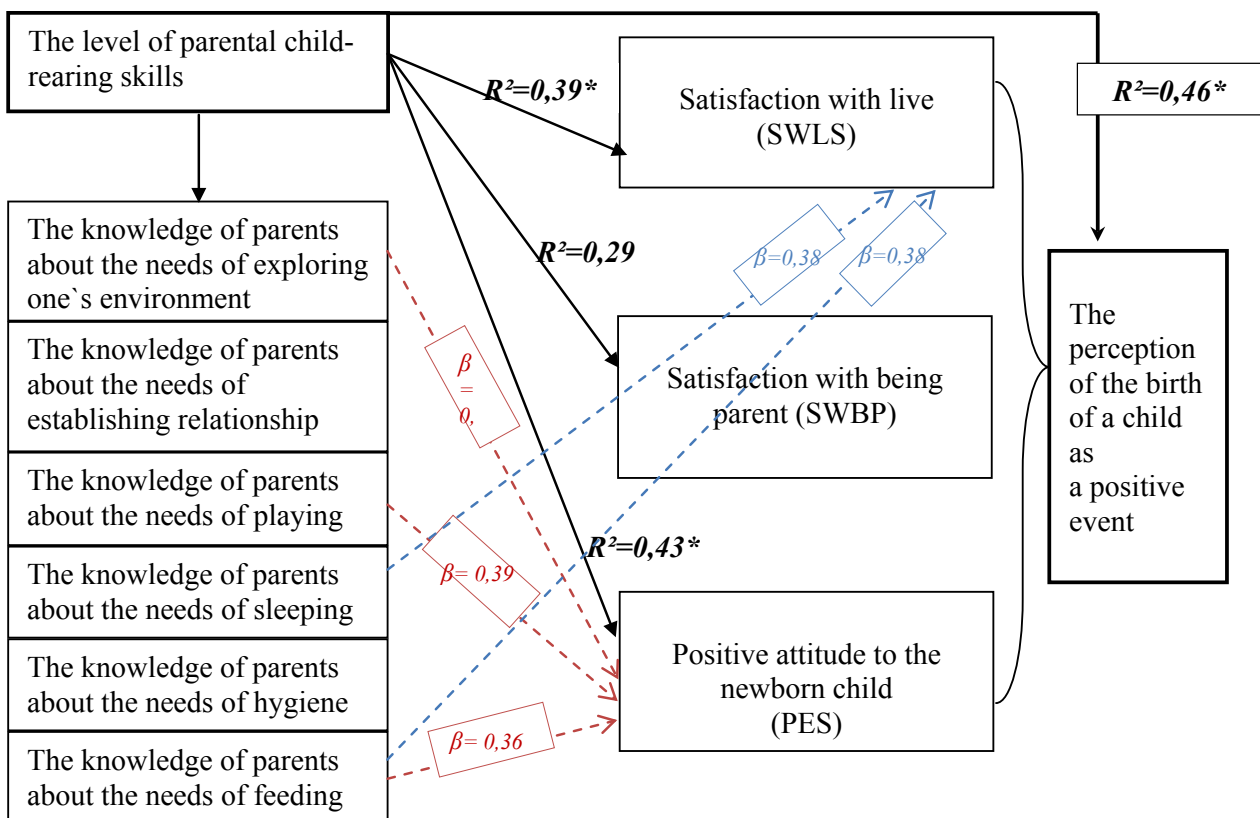 The level of parental child-
rearing skills
R²=0,39*
Satisfaction with live
(SWLS)
R²=0,46*
The knowledge of parents
about the needs of exploring
one`s environment
β=0,38
β=0,38
R²=0,29
The knowledge of parents
about the needs of
establishing relationship
β
=
0,
Satisfaction with being
parent (SWBP)
The
perception
of the birth
of a child
as
a positive
event
The knowledge of parents
about the needs of playing
R²=0,43*
β= 0,39
The knowledge of parents
about the needs of sleeping
The knowledge of parents
about the needs of hygiene
Positive attitude to the
newborn child
(PES)
The knowledge of parents
about the needs of feeding
β= 0,36